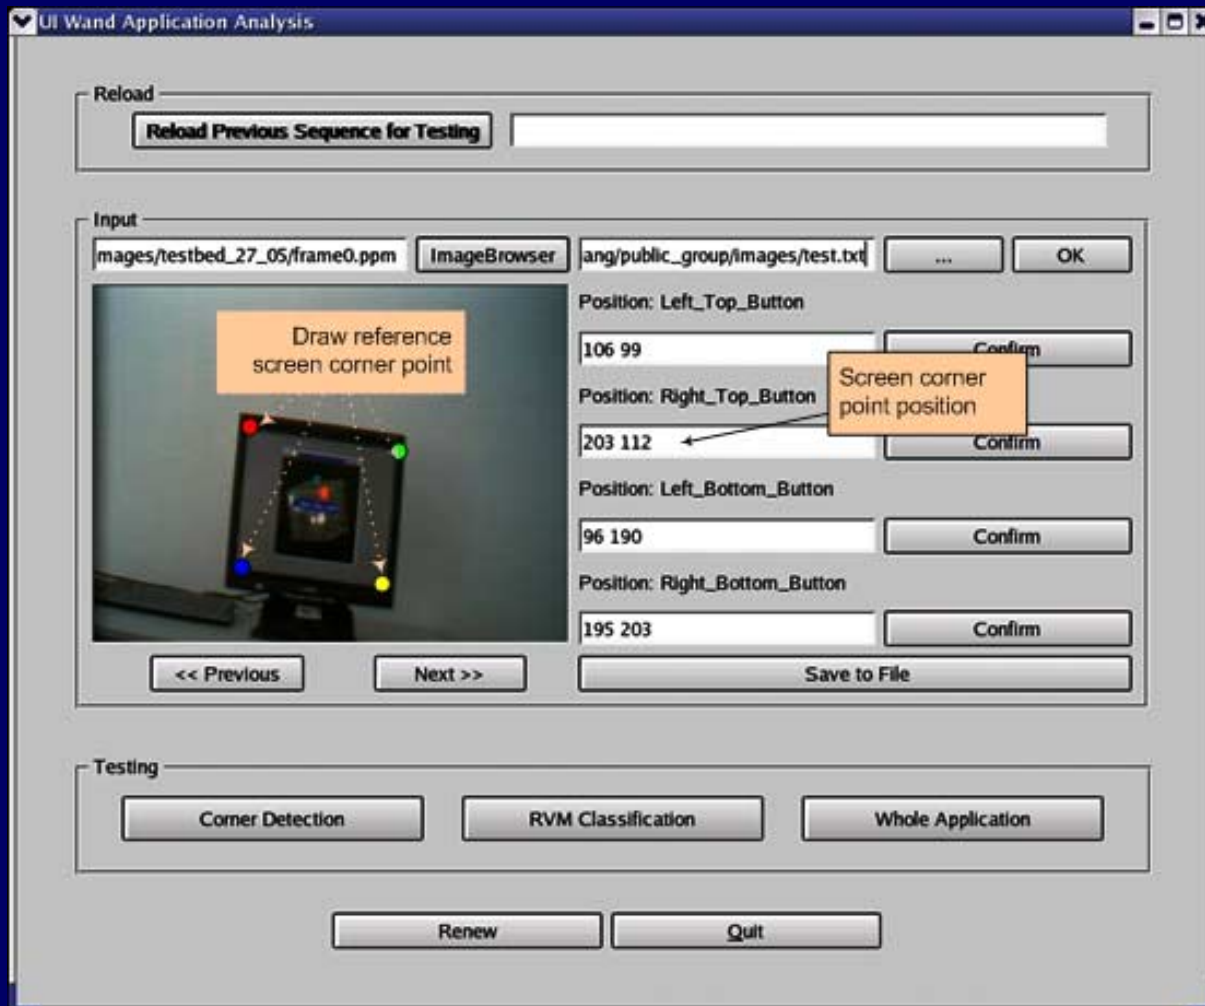 UI Wand Application Analysis
Reload
Reload Previous Sequence for Testing
Input
mages/testbed_27_05/frame0.ppm
ImageBrowser
ang/public_group/images/test.txt
...
OK
Draw reference
screen corner point
Position: Left_Top_Button
106 99
Confirm
Screen corner
point position
Position: Right_Top_Button
203 112
Confirm
Position: Left_Bottom_Button
96 190
Confirm
Position: Right_Bottom_Button
195 203
Confirm
<< Previous
Next >>
Save to File
Testing
Corner Detection
RVM Classification
Whole Application
Renew
Quit